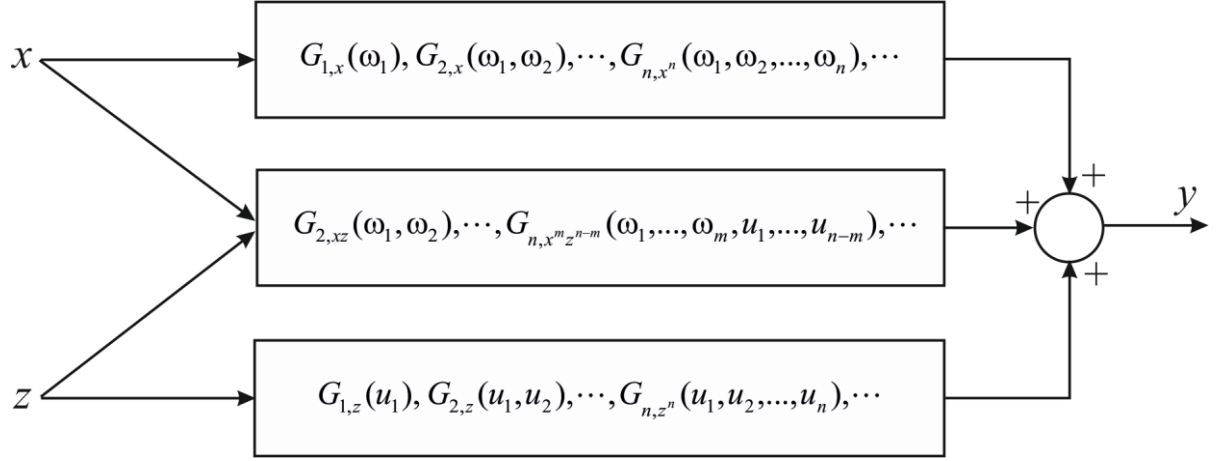 x
G_{1,x}(ω_1), G_{2,x}(ω_1,ω_2),⋯,G_{n,x^n}(ω_1,ω_2,...,ω_n),⋯
+
G_{2,xz}(ω_1,ω_2),⋯,G_{n,x^m z^{n−m}}(ω_1,...,ω_m,u_1,...,u_{n−m}),⋯
+
y
+
z
G_{1,z}(u_1), G_{2,z}(u_1,u_2),⋯,G_{n,z^n}(u_1,u_2,...,u_n),⋯